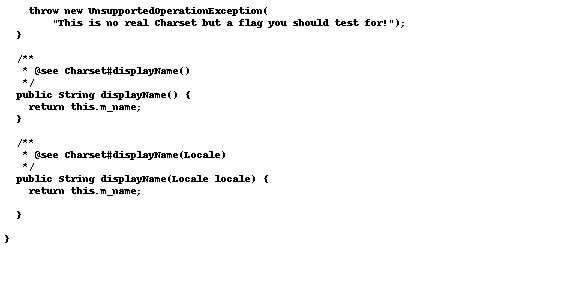 throw new UnsupportedOperationException(
        "This is no real Charset but a flag you should test for!");
  }

  /**
   * @see Charset#displayName()
   */
  public String displayName() {
    return this.m_name;
  }

  /**
   * @see Charset#displayName(Locale)
   */
  public String displayName(Locale locale) {
    return this.m_name;

  }

}